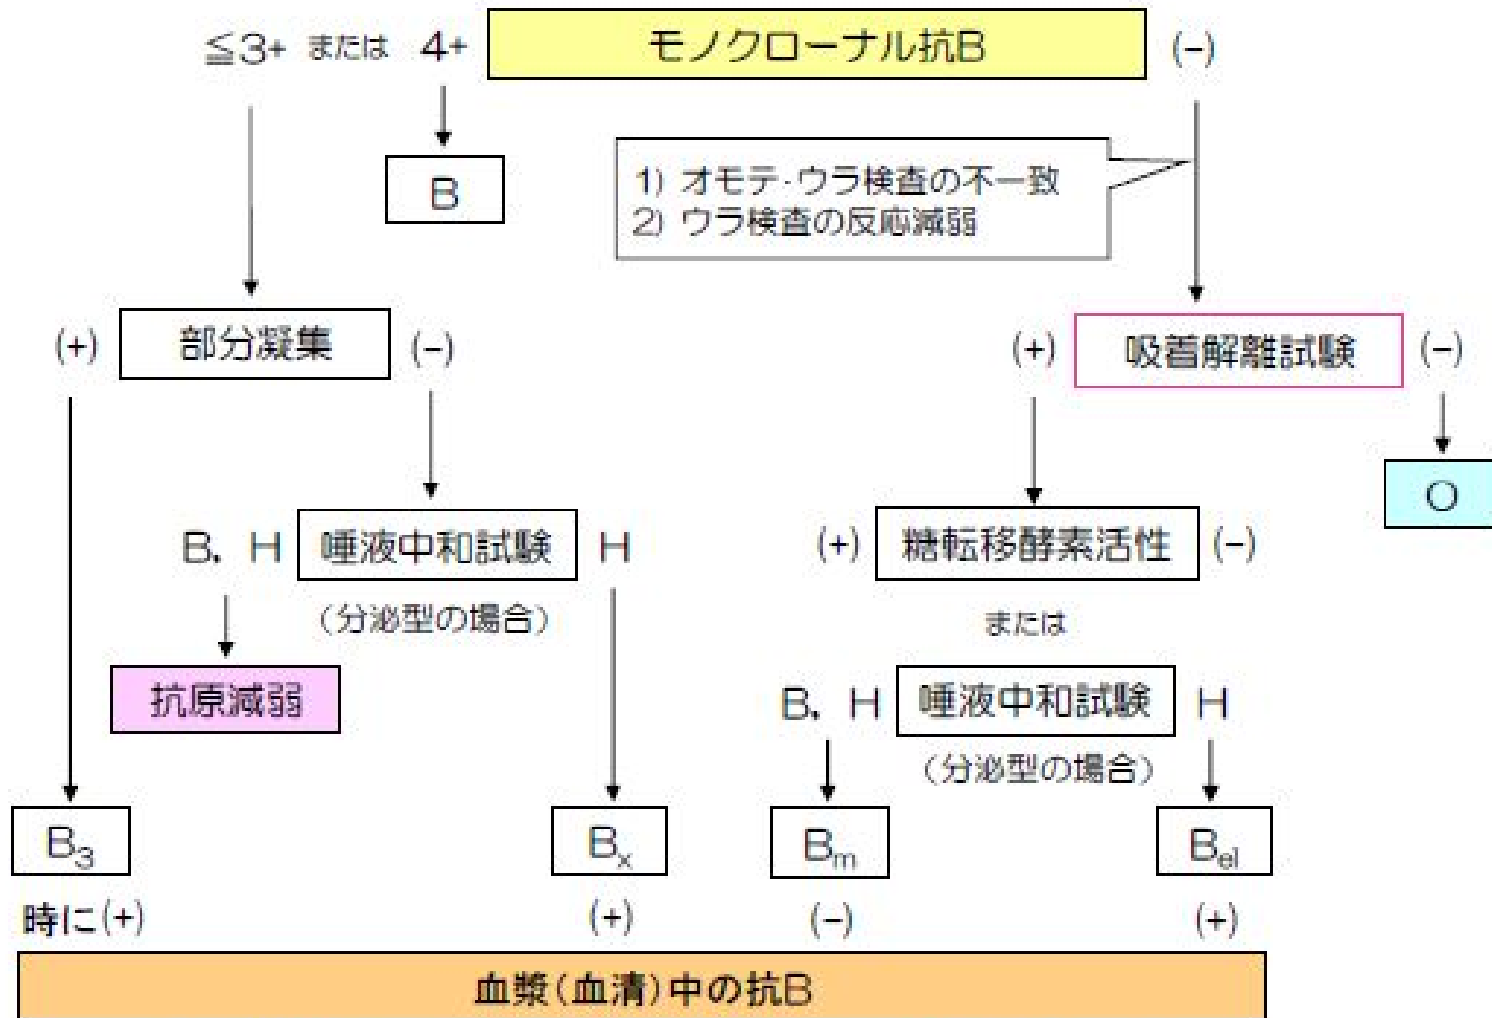 ≦3+ または 4+ モノクローナル抗B (-)
B
1) オモテ・ウラ検査の不一致
2) ウラ検査の反応減弱
(+) 部分凝集 (-)
(+) 吸着解離試験 (-)
O
B. H 唾液中和試験 H
(分泌型の場合)
(+) 糖転移酵素活性 (-)
または
抗原減弱
B. H 唾液中和試験 H
(分泌型の場合)
B3
Bx
Bm
Bel
時に(+) (+) (-) (+)
血漿(血清)中の抗B